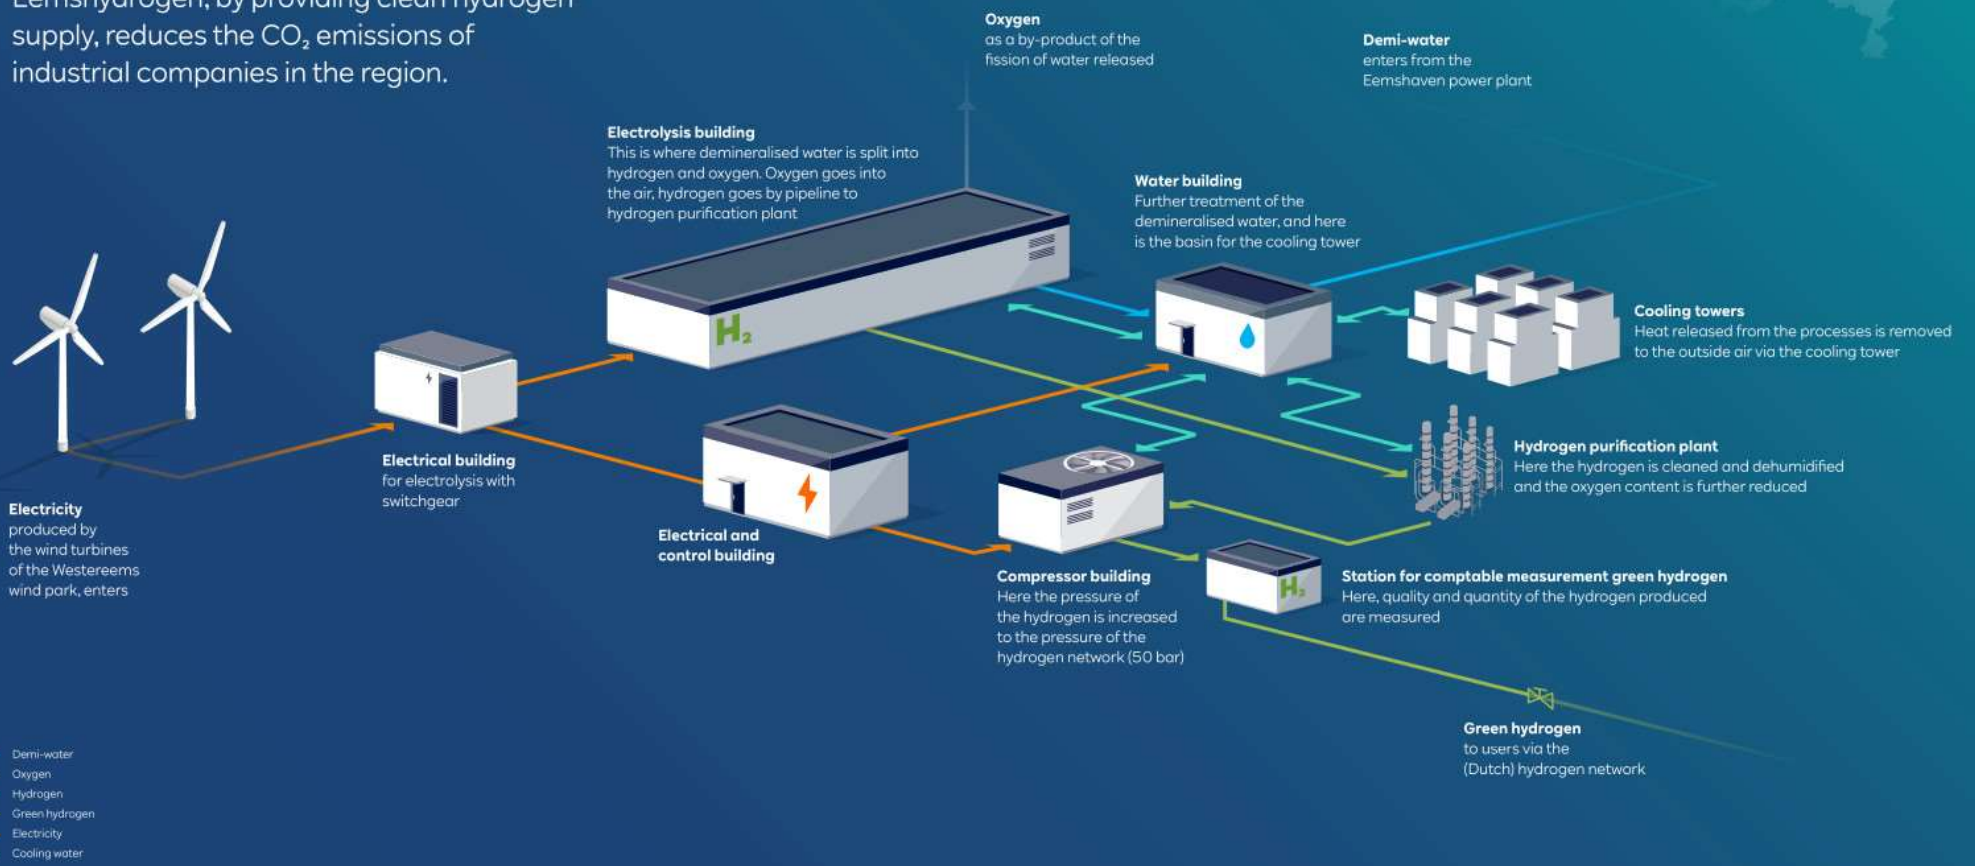 Eemshydrogen, by providing clean hydrogen
supply, reduces the CO₂ emissions of
industrial companies in the region.
Oxygen
as a by-product of the
fission of water released
Demi-water
enters from the
Eemshaven power plant
Electrolysis building
This is where demineralised water is split into
hydrogen and oxygen. Oxygen goes into
the air, hydrogen goes by pipeline to
hydrogen purification plant
Water building
Further treatment of the
demineralised water, and here
is the basin for the cooling tower
H₂
Cooling towers
Heat released from the processes is removed
to the outside air via the cooling tower
Electrical building
for electrolysis with
switchgear
Hydrogen purification plant
Here the hydrogen is cleaned and dehumidified
and the oxygen content is further reduced
Electricity
produced by
the wind turbines
of the Westereems
wind park, enters
Electrical and
control building
Compressor building
Here the pressure of
the hydrogen is increased
to the pressure of the
hydrogen network (50 bar)
H₂
Station for comptable measurement green hydrogen
Here, quality and quantity of the hydrogen produced
are measured
Green hydrogen
to users via the
(Dutch) hydrogen network
Demi-water
Oxygen
Hydrogen
Green hydrogen
Electricity
Cooling water